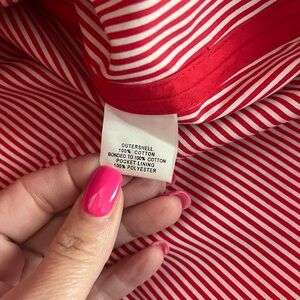 OUTERSHELL
100% COTTON
BONDED TO 100% COTTON
POCKET LINING
100% POLYESTER